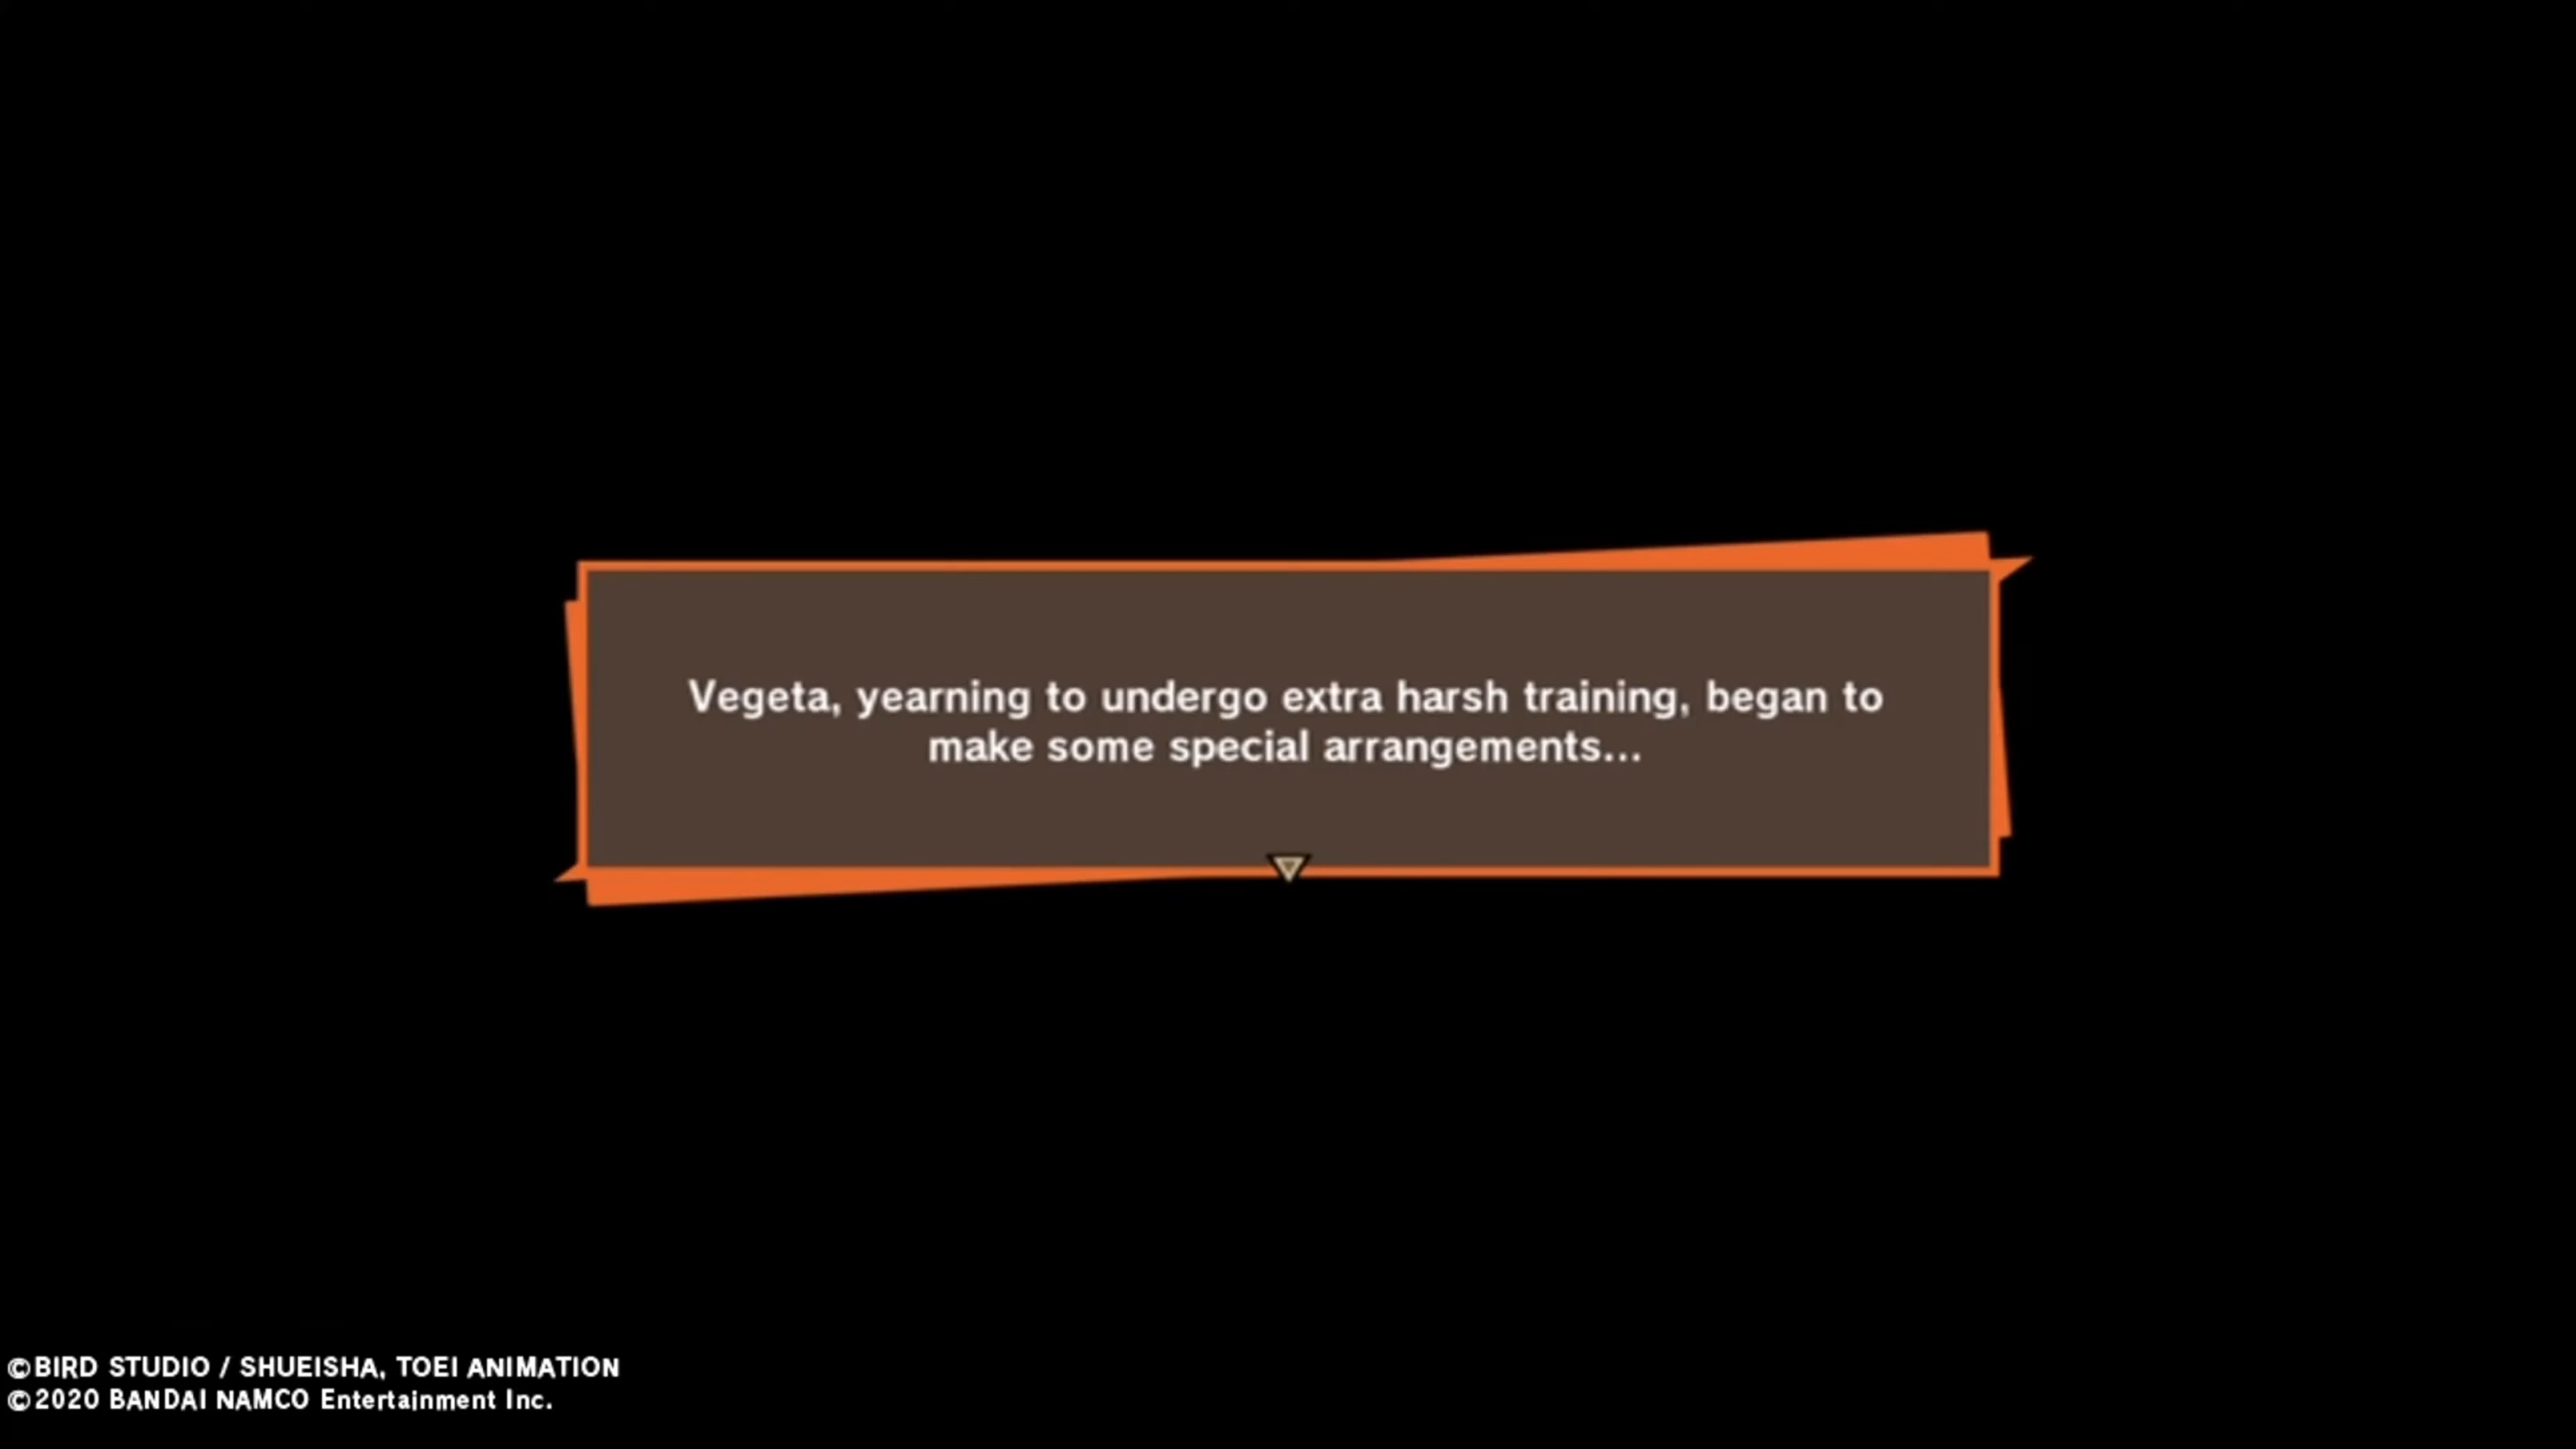 Vegeta, yearning to undergo extra harsh training, began to
make some special arrangements...
©BIRD STUDIO / SHUEISHA, TOEI ANIMATION
©2020 BANDAI NAMCO Entertainment Inc.